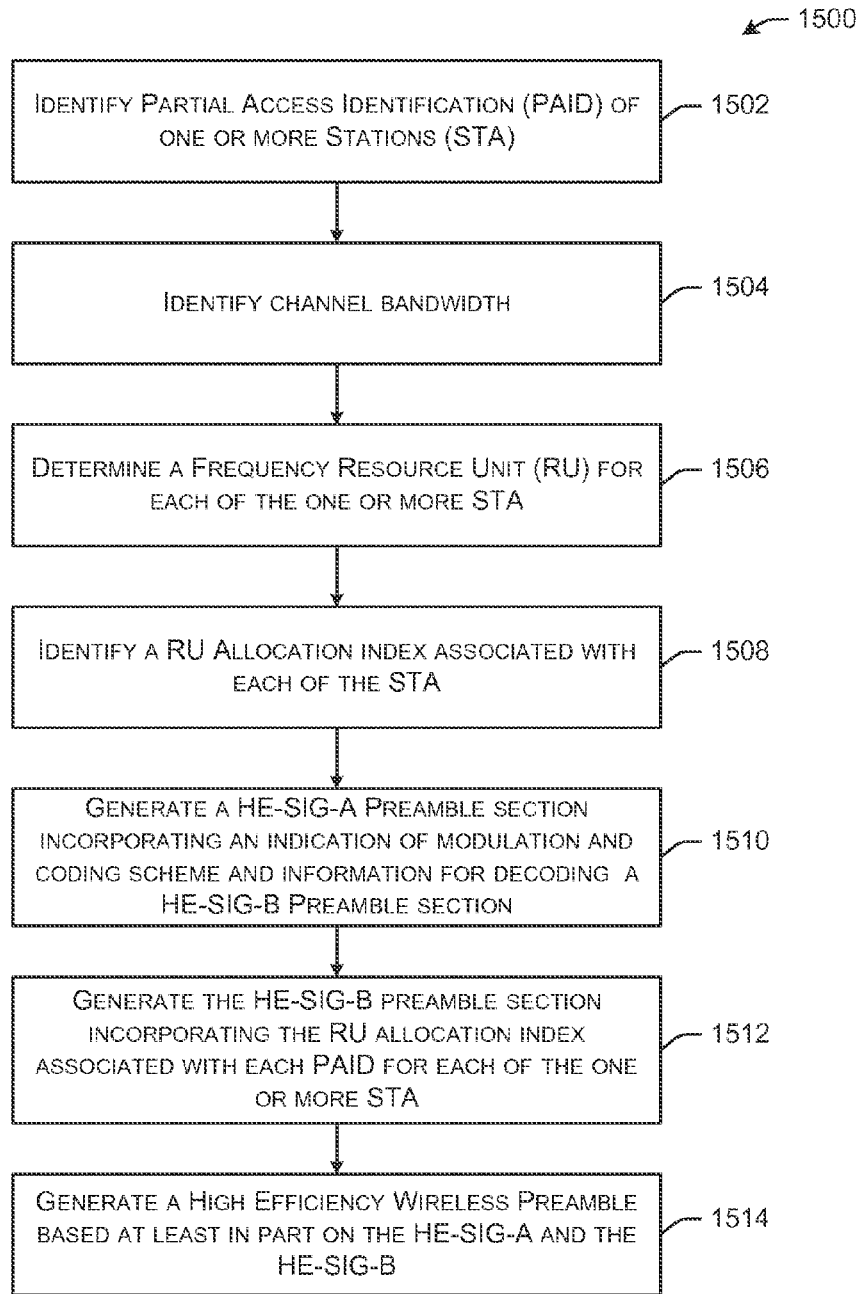 1500
IDENTIFY PARTIAL ACCESS IDENTIFICATION (PAID) OF
ONE OR MORE STATIONS (STA)
1502
IDENTIFY CHANNEL BANDWIDTH
1504
DETERMINE A FREQUENCY RESOURCE UNIT (RU) FOR
EACH OF THE ONE OR MORE STA
1506
IDENTIFY A RU ALLOCATION INDEX ASSOCIATED WITH
EACH OF THE STA
1508
GENERATE A HE-SIG-A PREAMBLE SECTION
INCORPORATING AN INDICATION OF MODULATION AND
CODING SCHEME AND INFORMATION FOR DECODING A
HE-SIG-B PREAMBLE SECTION
1510
GENERATE THE HE-SIG-B PREAMBLE SECTION
INCORPORATING THE RU ALLOCATION INDEX
ASSOCIATED WITH EACH PAID FOR EACH OF THE ONE
OR MORE STA
1512
GENERATE A HIGH EFFICIENCY WIRELESS PREAMBLE
BASED AT LEAST IN PART ON THE HE-SIG-A AND THE
HE-SIG-B
1514